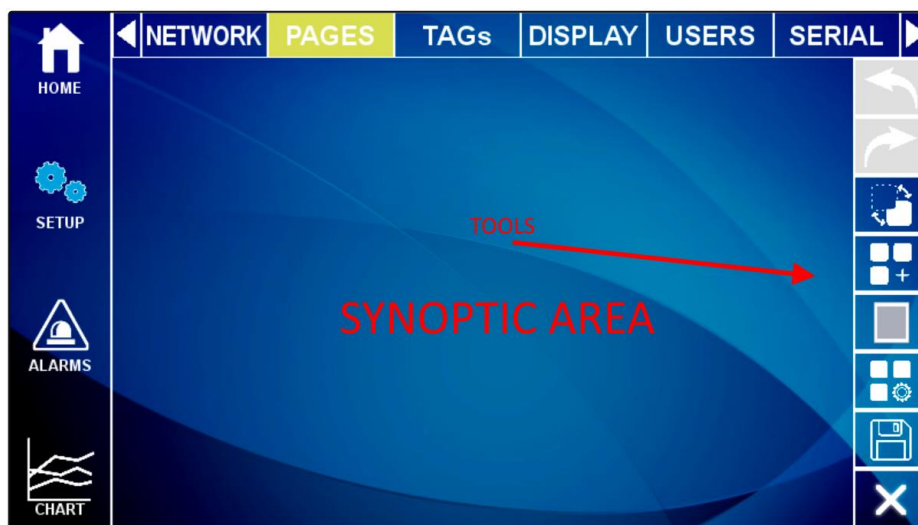 NETWORK PAGES TAGs DISPLAY USERS SERIAL
HOME
SETUP
TOOLS
SYNOPTIC AREA
ALARMS
CHART